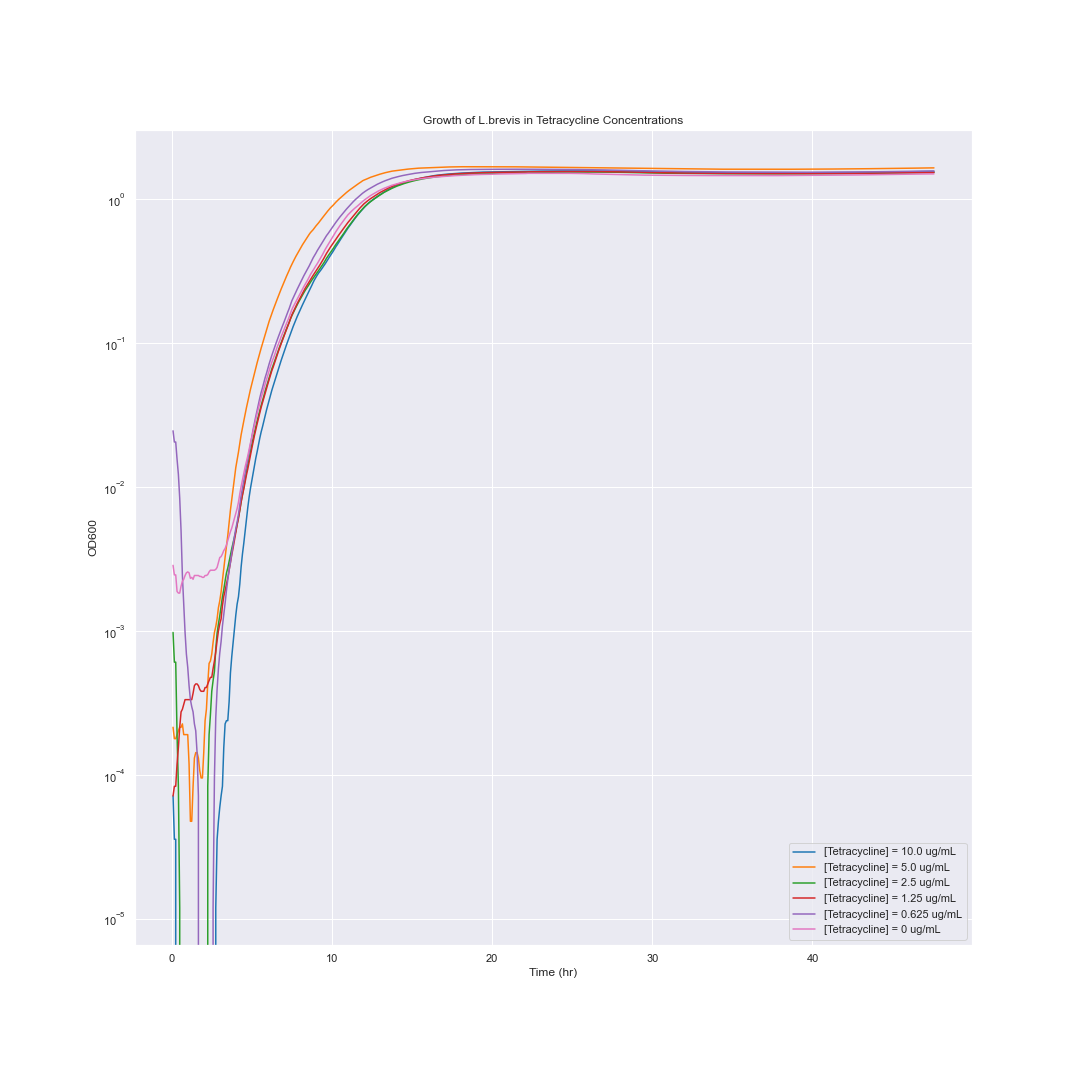 Growth of L.brevis in Tetracycline Concentrations
OD600
10⁰
10⁻¹
10⁻²
10⁻³
10⁻⁴
10⁻⁵
[Tetracycline] = 10.0 ug/mL
[Tetracycline] = 5.0 ug/mL
[Tetracycline] = 2.5 ug/mL
[Tetracycline] = 1.25 ug/mL
[Tetracycline] = 0.625 ug/mL
[Tetracycline] = 0 ug/mL
0 10 20 30 40
Time (hr)